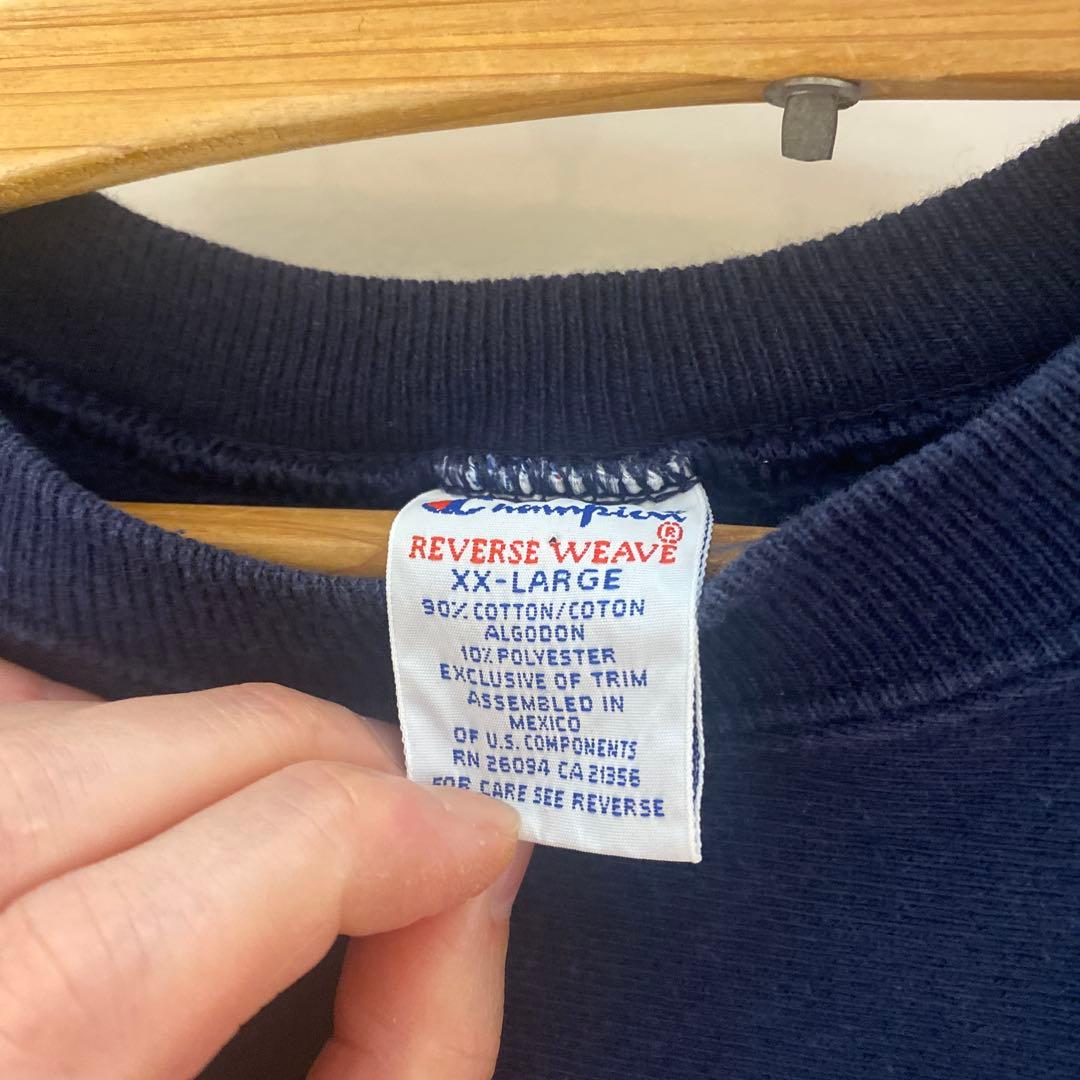 Champion
REVERSE WEAVE®
XX-LARGE
90% COTTON/COTON
ALGODON
10% POLYESTER
EXCLUSIVE OF TRIM
ASSEMBLED IN
MEXICO
OF U.S. COMPONENTS
RN 26094 CA 21356
FOR CARE SEE REVERSE